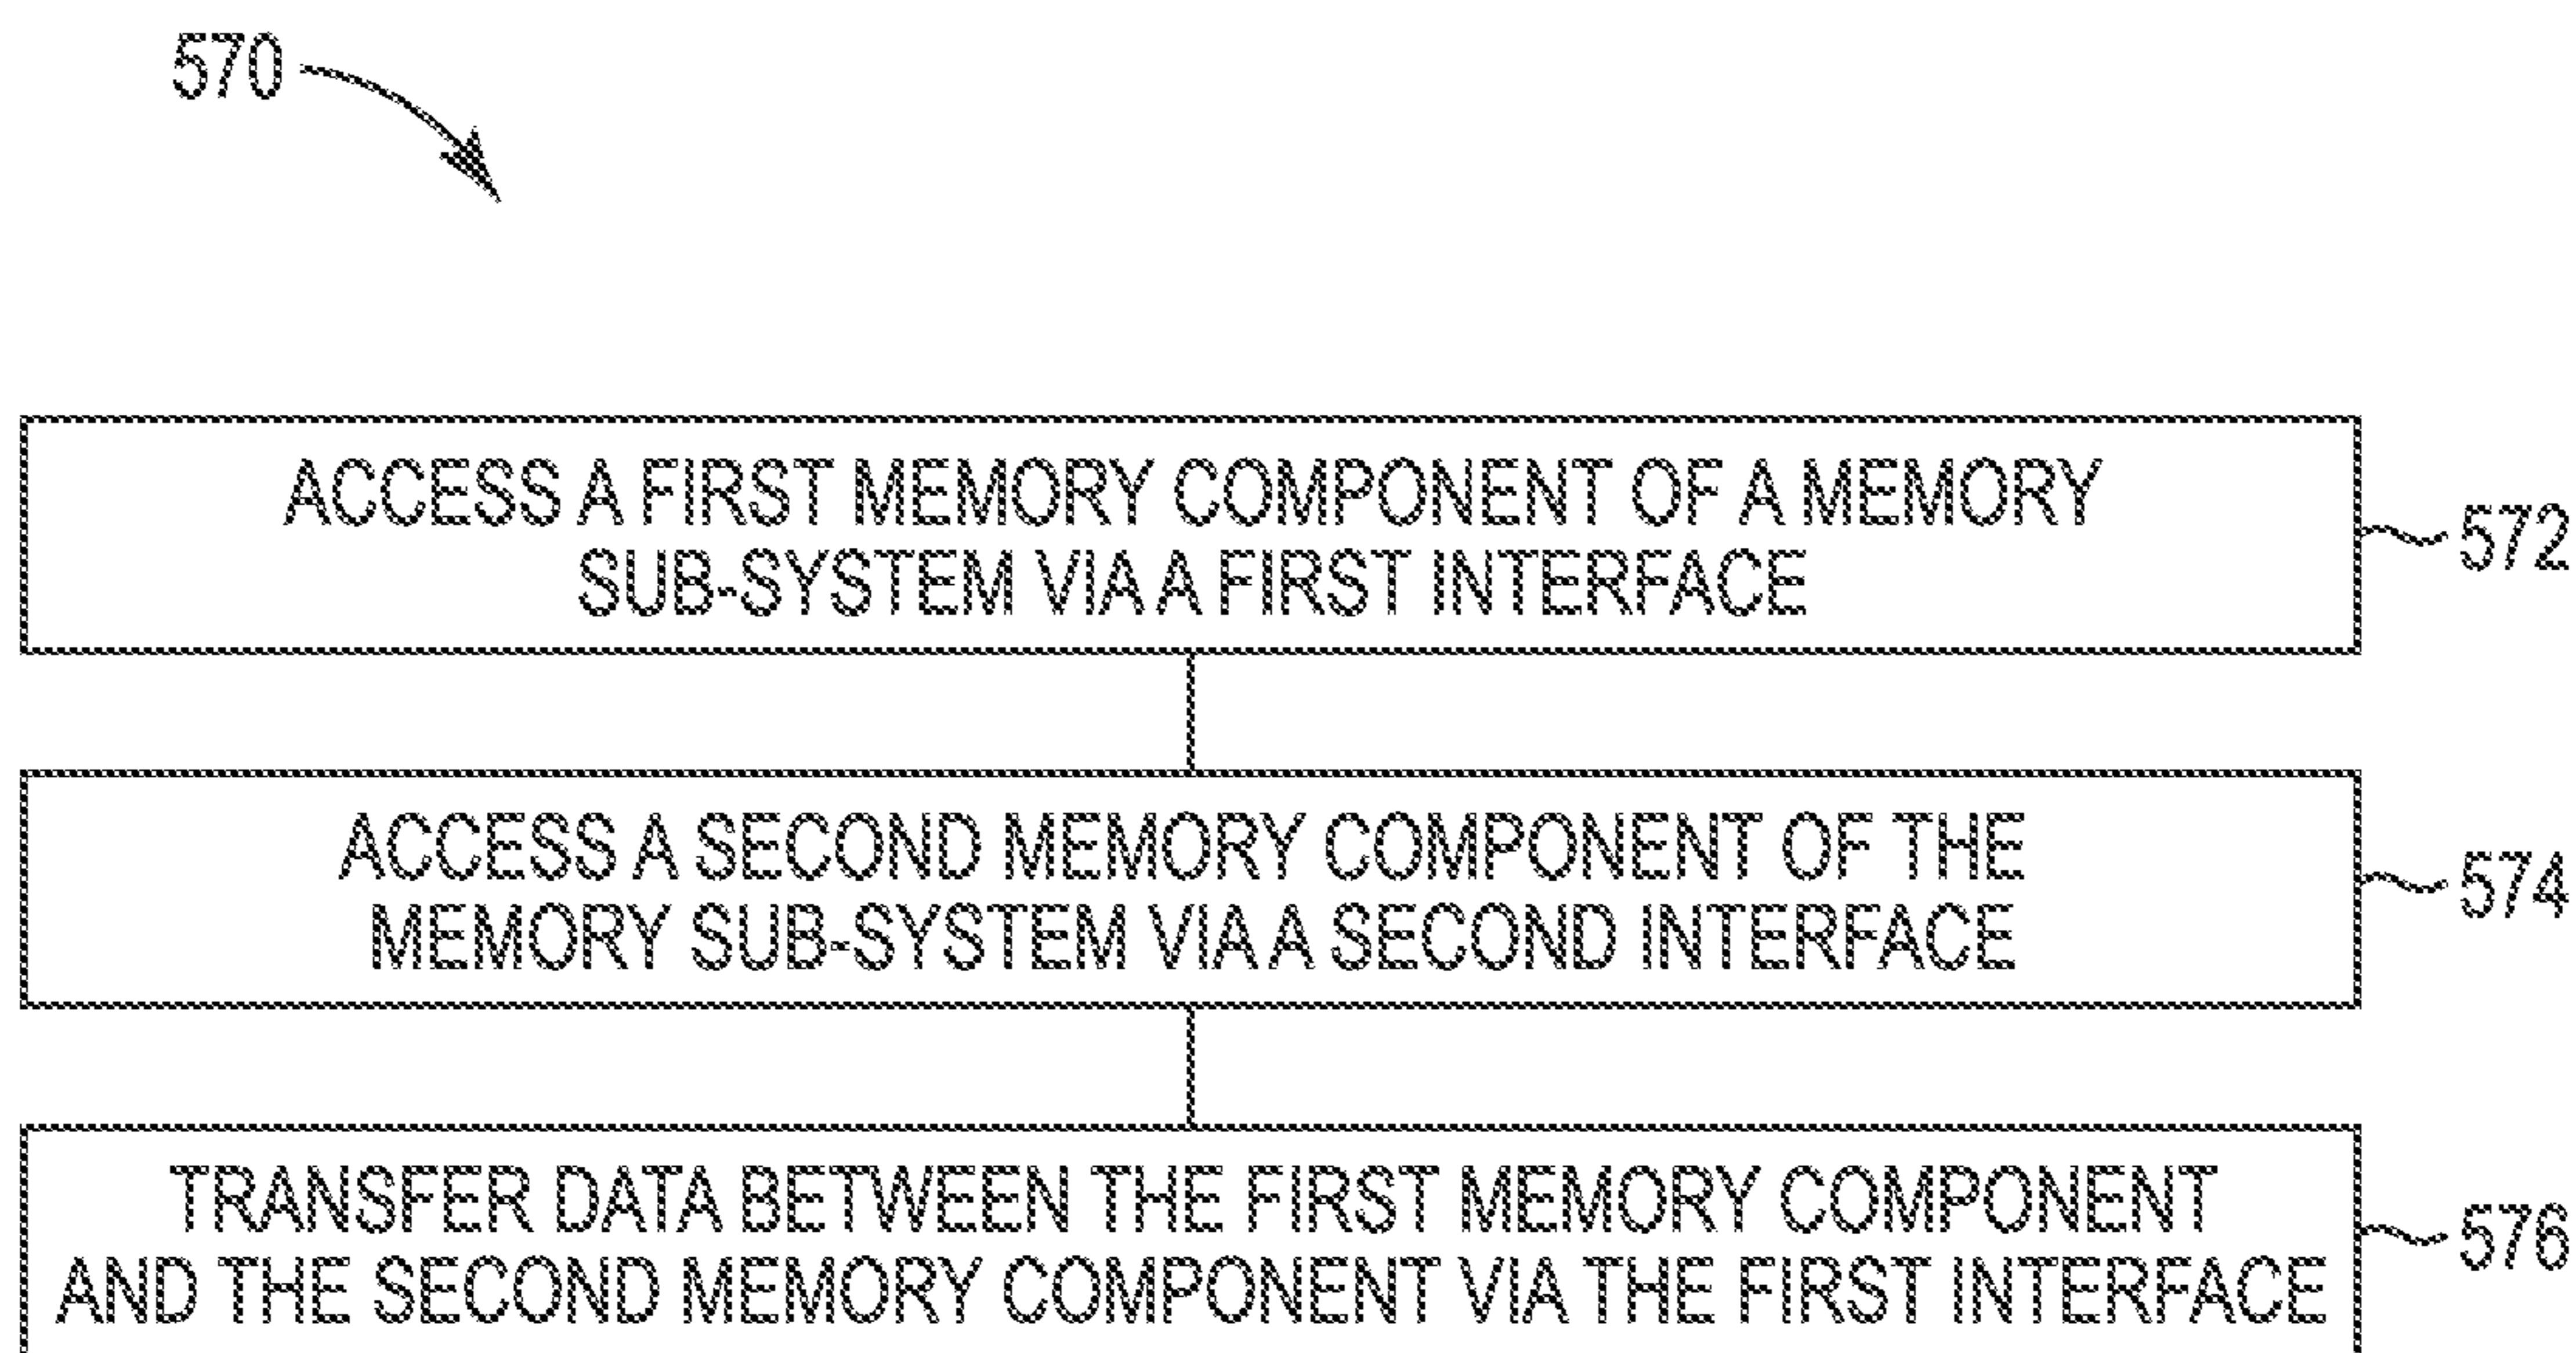 570
ACCESS A FIRST MEMORY COMPONENT OF A MEMORY
SUB-SYSTEM VIA A FIRST INTERFACE
572
ACCESS A SECOND MEMORY COMPONENT OF THE
MEMORY SUB-SYSTEM VIA A SECOND INTERFACE
574
TRANSFER DATA BETWEEN THE FIRST MEMORY COMPONENT
AND THE SECOND MEMORY COMPONENT VIA THE FIRST INTERFACE
576